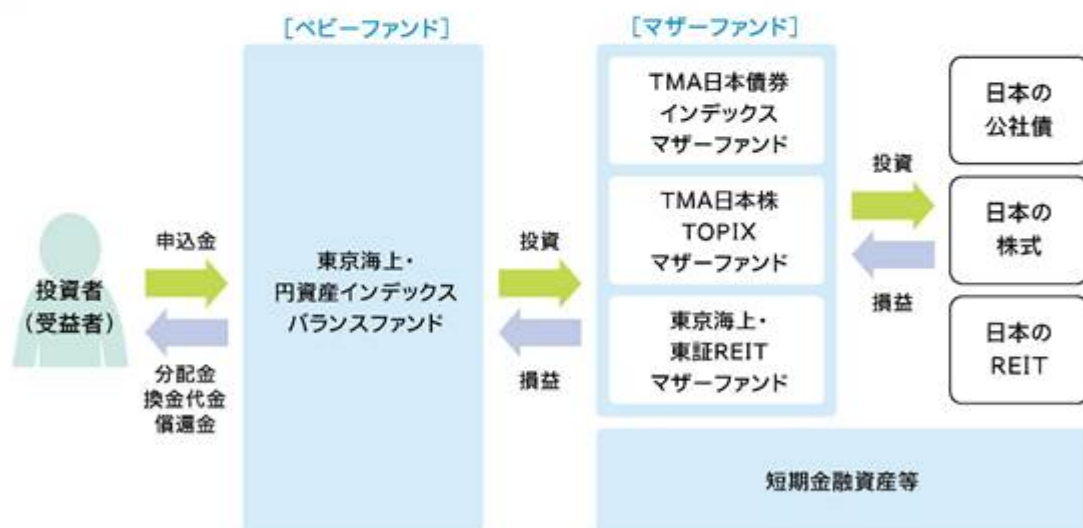 [ベビーファンド]
[マザーファンド]
投資者
(受益者)
申込金
分配金
換金代金
償還金
東京海上・
円資産インデックス
バランスファンド
投資
損益
TMA日本債券
インデックス
マザーファンド
TMA日本株
TOPIX
マザーファンド
東京海上・
東証REIT
マザーファンド
投資
損益
日本の
公社債
日本の
株式
日本の
REIT
短期金融資産等